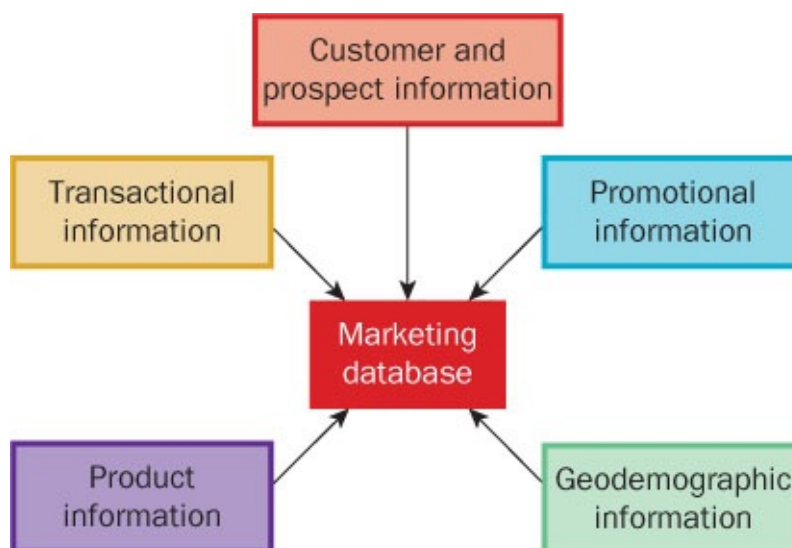 Customer and
prospect information
Transactional
information
Promotional
information
Marketing
database
Product
information
Geodemographic
information